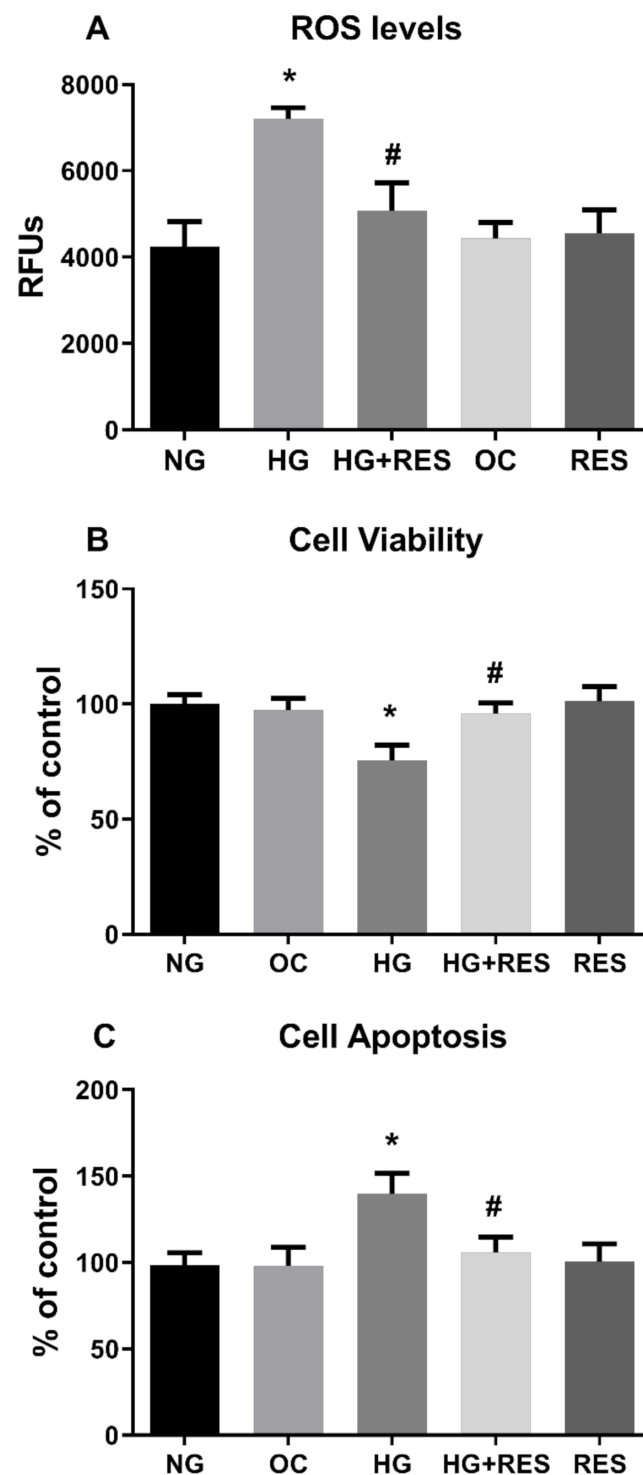 A ROS levels
*
#
8000
6000
4000
2000
0
RFUs
NG HG HG+RES OC RES
B Cell Viability
150
100
50
0
% of control
*
#
NG OC HG HG+RES RES
C Cell Apoptosis
200
150
100
50
0
% of control
*
#
NG OC HG HG+RES RES